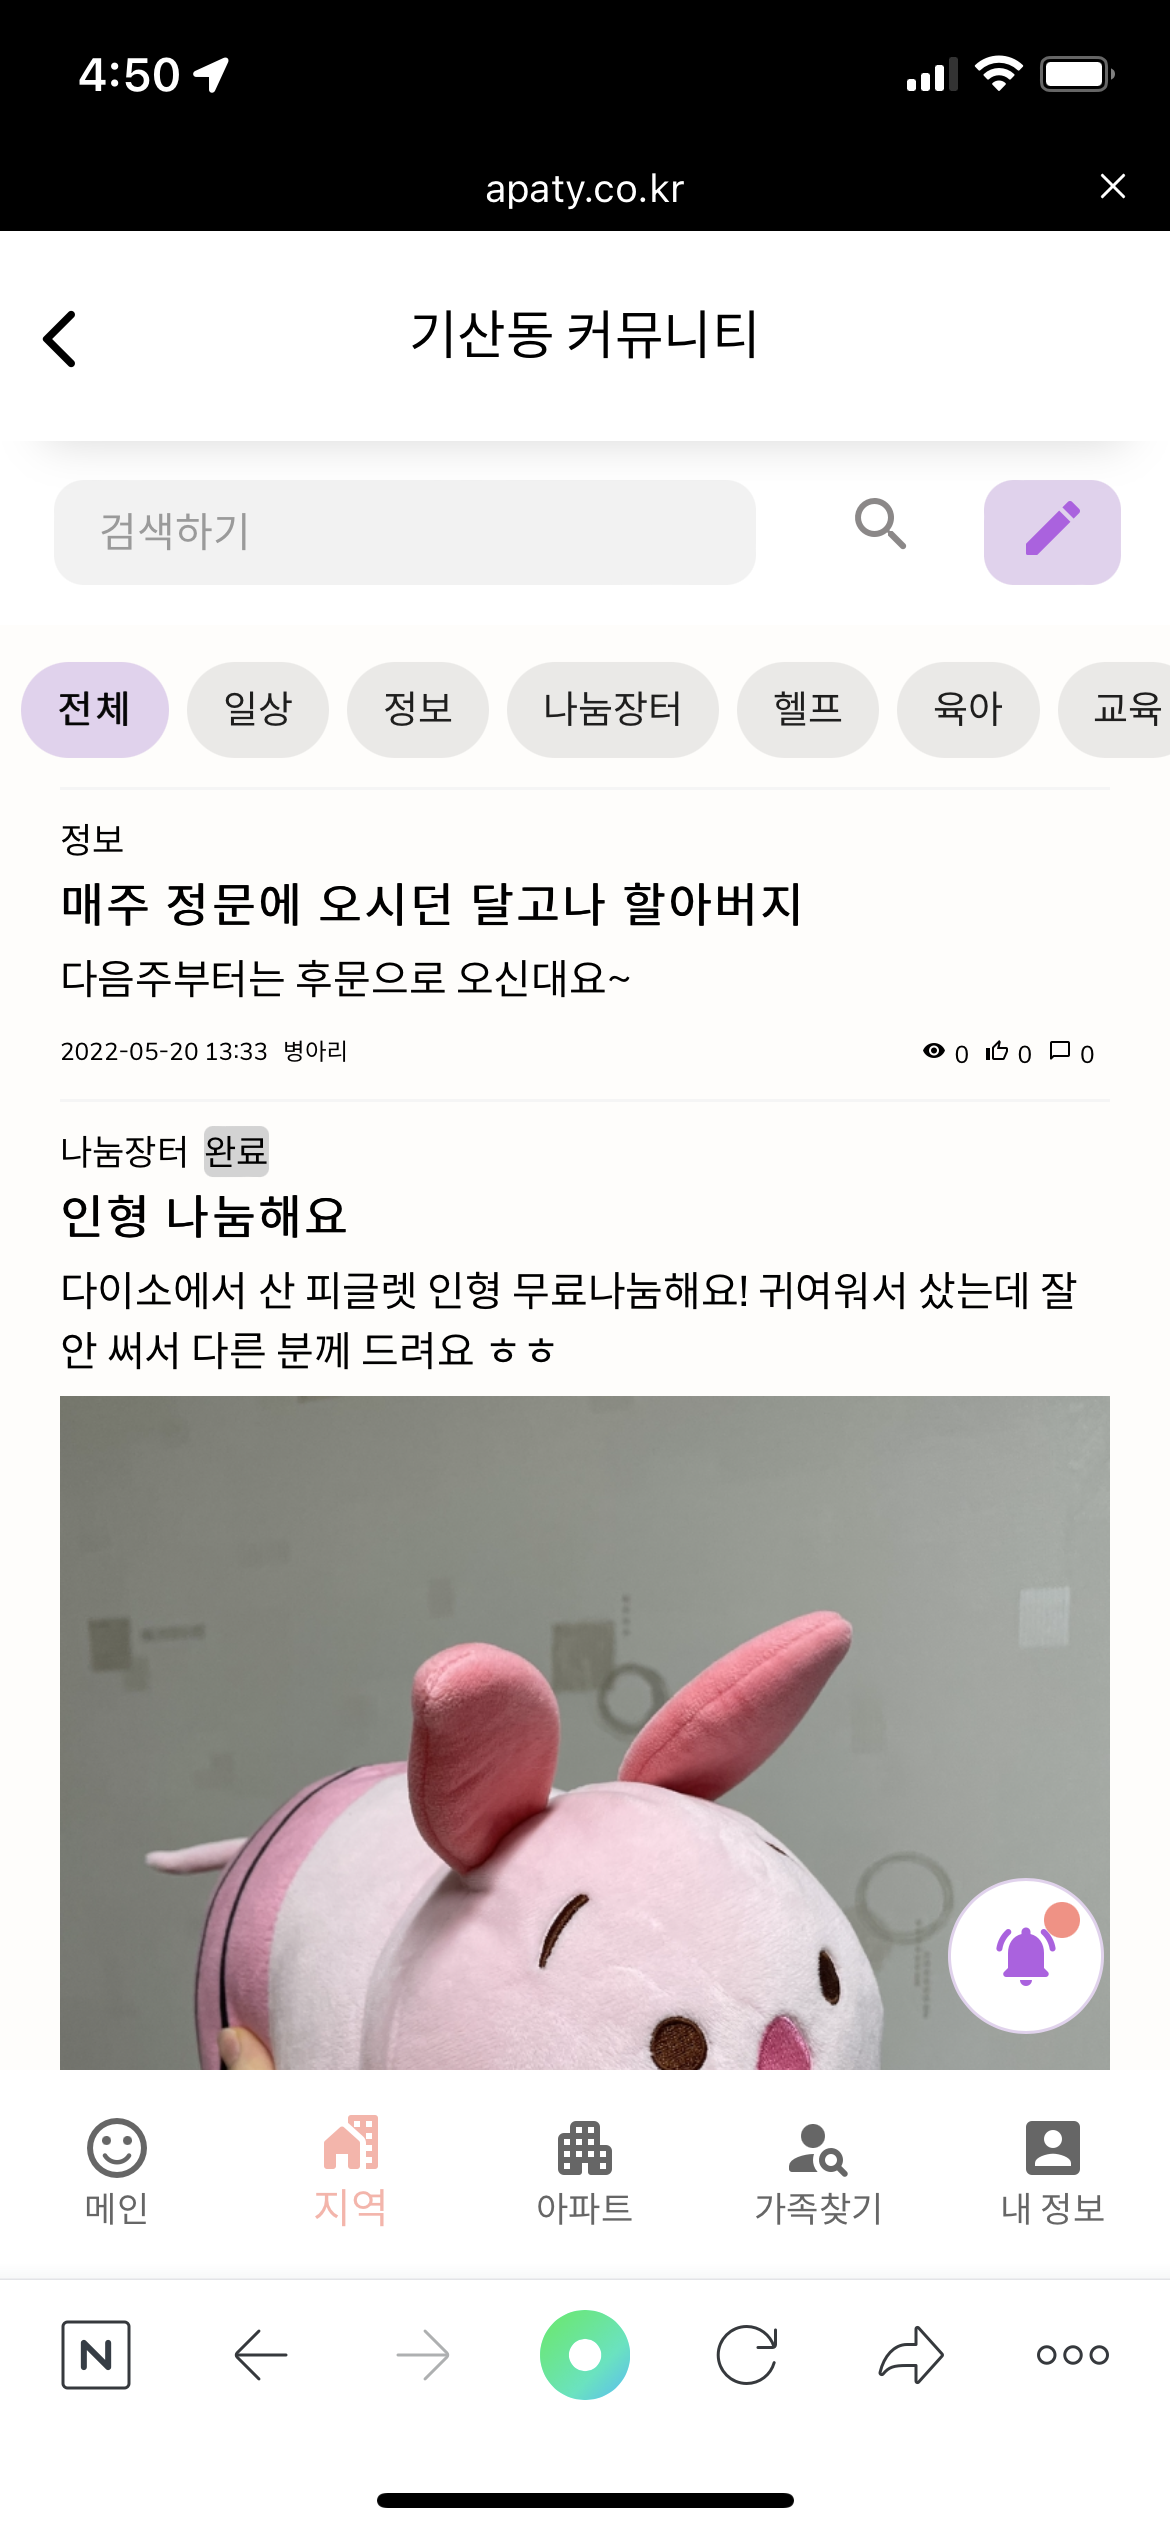 4:50
apaty.co.kr
기산동 커뮤니티
검색하기
전체 일상 정보 나눔장터 헬프 육아 교육
정보
매주 정문에 오시던 달고나 할아버지
다음주부터는 후문으로 오신대요~
2022-05-20 13:33 병아리 0 0 0
나눔장터 완료
인형 나눔해요
다이소에서 산 피글렛 인형 무료나눔해요! 귀여워서 샀는데 잘
안 써서 다른 분께 드려요 ㅎㅎ
메인 지역 아파트 가족찾기 내 정보
N